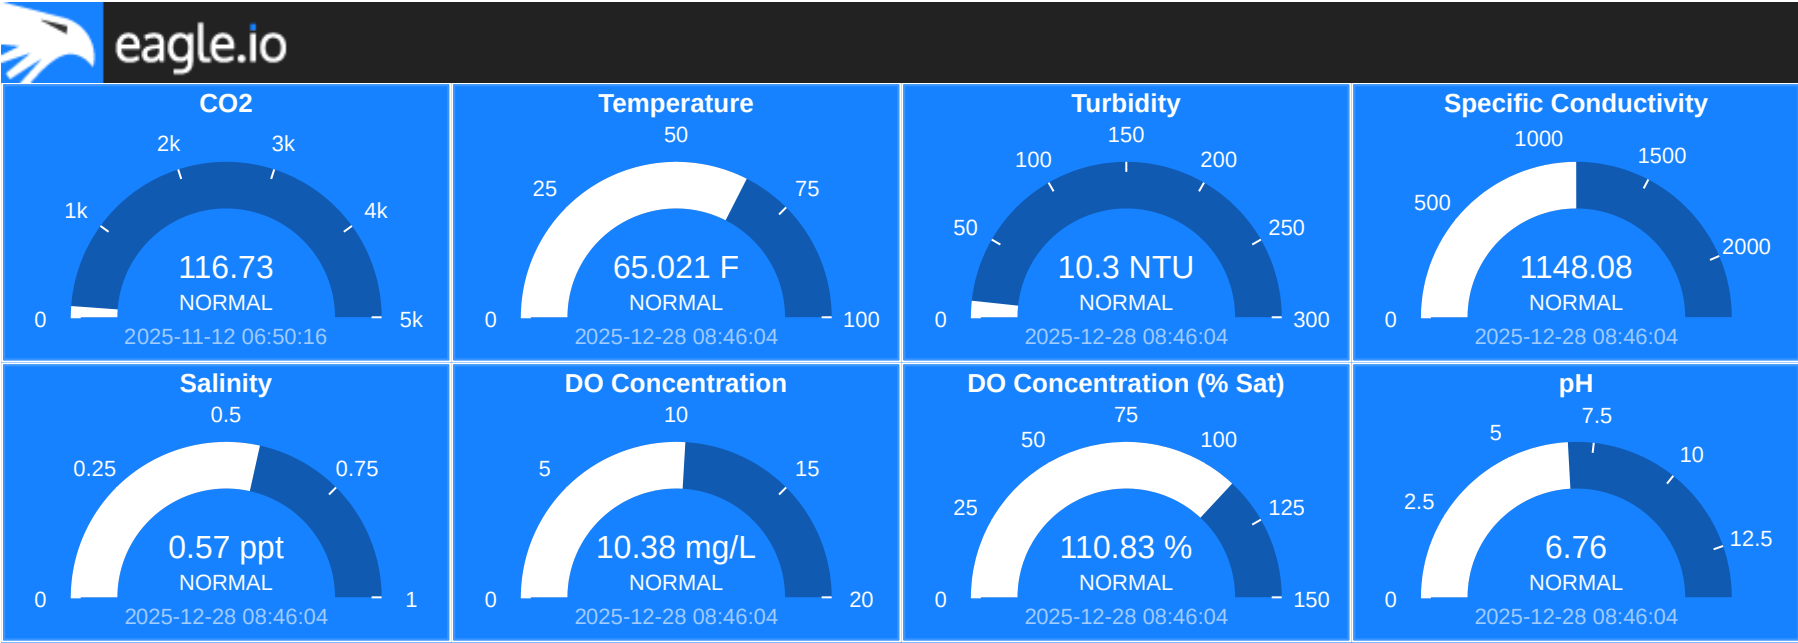 eagle.io
CO2
2k
3k
1k
4k
116.73
NORMAL
0
5k
2025-11-12 06:50:16
Temperature
50
25
75
65.021 F
NORMAL
0
100
2025-12-28 08:46:04
Turbidity
150
100
200
50
250
10.3 NTU
NORMAL
0
300
2025-12-28 08:46:04
Specific Conductivity
1000
1500
500
2000
1148.08
NORMAL
0
2025-12-28 08:46:04
Salinity
0.5
0.25
0.75
0.57 ppt
NORMAL
0
1
2025-12-28 08:46:04
DO Concentration
10
5
15
10.38 mg/L
NORMAL
0
20
2025-12-28 08:46:04
DO Concentration (% Sat)
75
50
100
25
125
110.83 %
NORMAL
0
150
2025-12-28 08:46:04
pH
7.5
5
10
2.5
12.5
6.76
NORMAL
0
2025-12-28 08:46:04